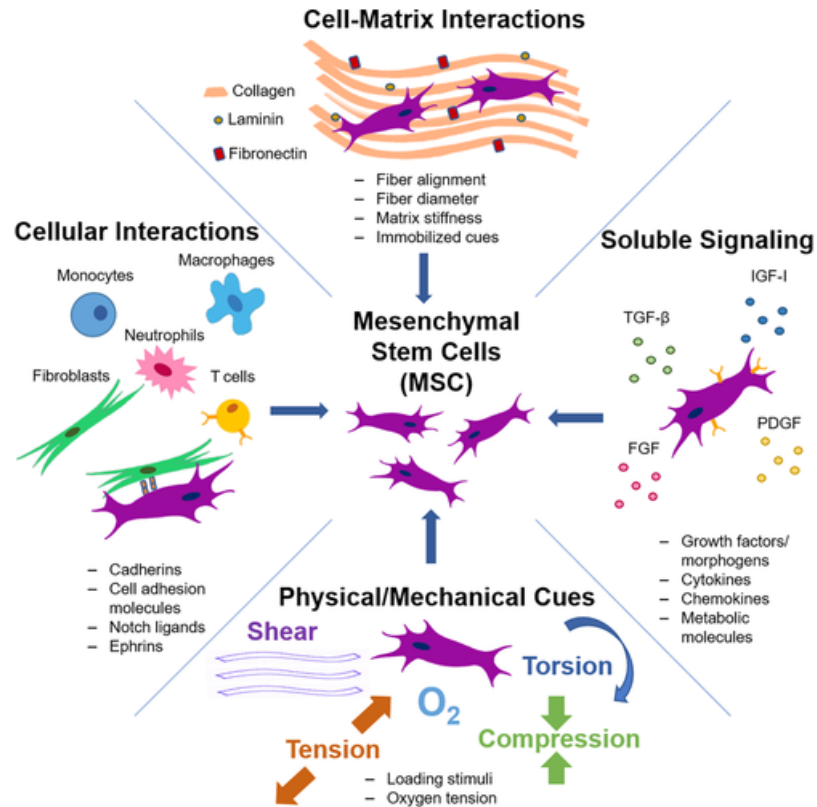 Cell-Matrix Interactions
Collagen
Laminin
Fibronectin
– Fiber alignment
– Fiber diameter
– Matrix stiffness
– Immobilized cues
Cellular Interactions
Monocytes
Macrophages
Neutrophils
Fibroblasts
T cells
– Cadherins
– Cell adhesion
molecules
– Notch ligands
– Ephrins
Mesenchymal
Stem Cells
(MSC)
Soluble Signaling
IGF-I
TGF-β
PDGF
FGF
– Growth factors/
morphogens
– Cytokines
– Chemokines
– Metabolic
molecules
Physical/Mechanical Cues
Shear
Torsion
O₂
Tension
Compression
– Loading stimuli
– Oxygen tension